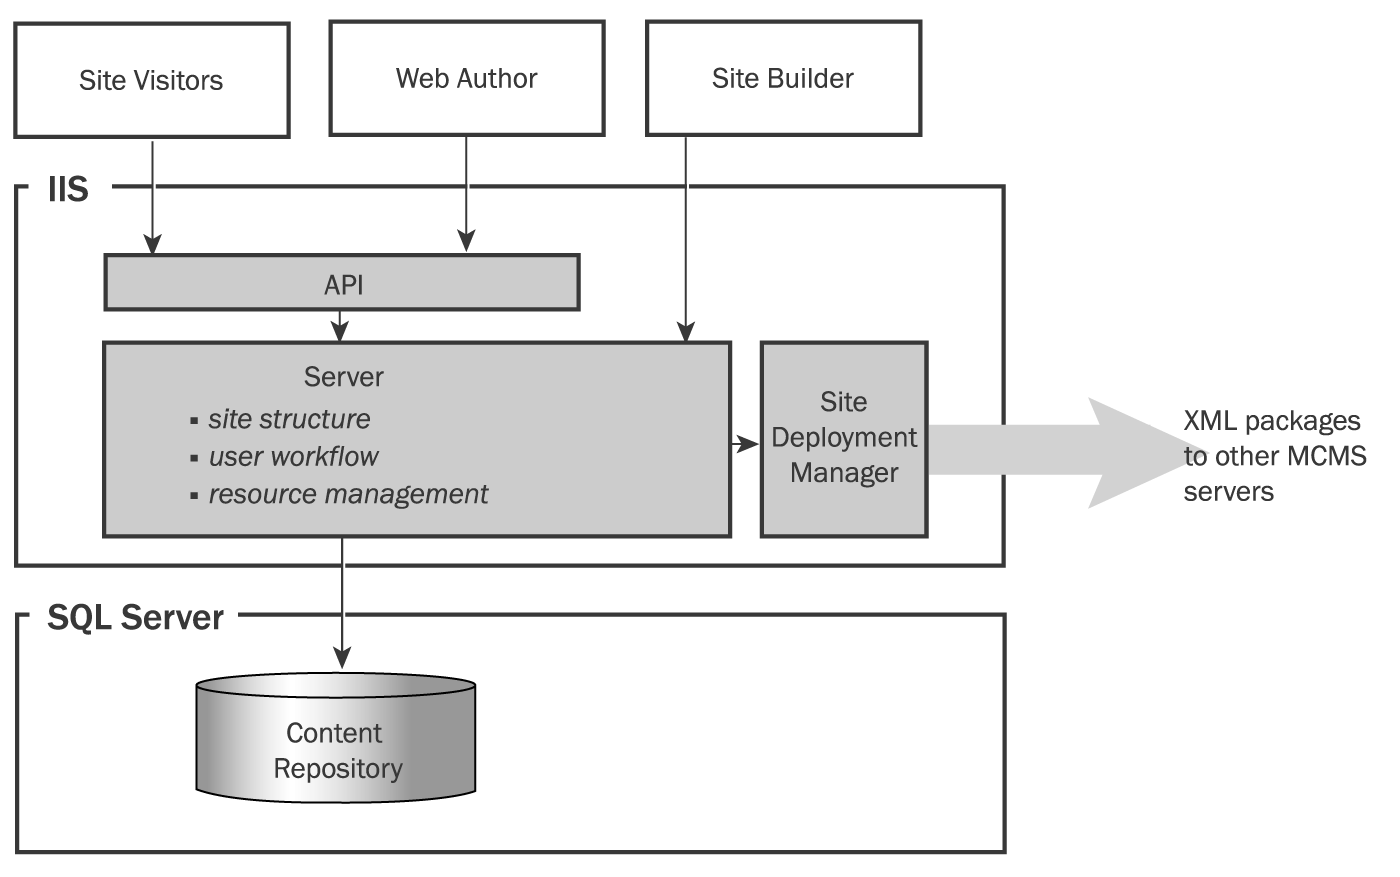 Site Visitors
Web Author
Site Builder
IIS
API
Server
▪ site structure
▪ user workflow
▪ resource management
Site
Deployment
Manager
XML packages
to other MCMS
servers
SQL Server
Content
Repository